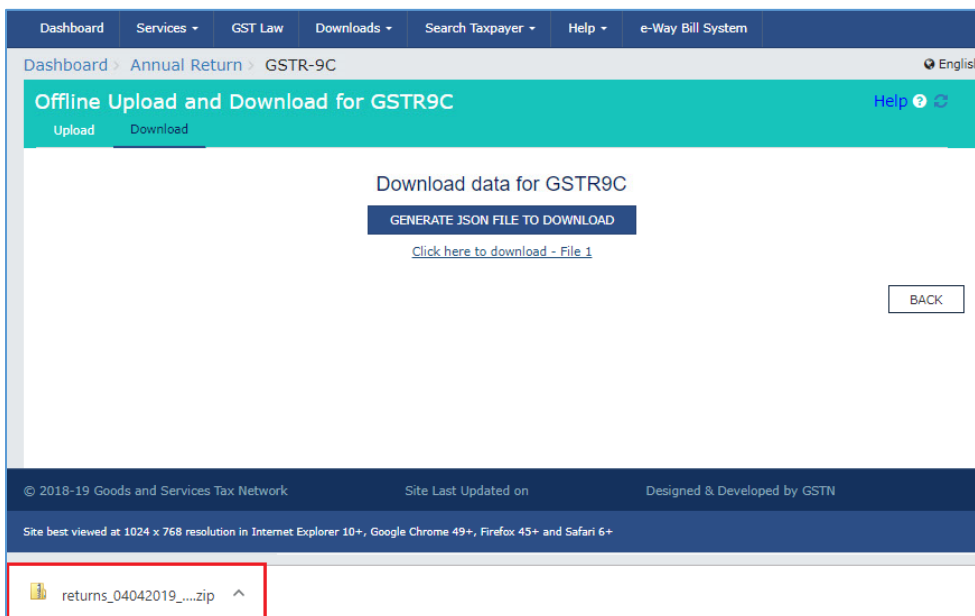 Dashboard Services GST Law Downloads Search Taxpayer Help e-Way Bill System
Dashboard > Annual Return > GSTR-9C English
Offline Upload and Download for GSTR9C Help ?
Upload Download
Download data for GSTR9C
GENERATE JSON FILE TO DOWNLOAD
Click here to download - File 1
BACK
© 2018-19 Goods and Services Tax Network Site Last Updated on Designed & Developed by GSTN
Site best viewed at 1024 x 768 resolution in Internet Explorer 10+, Google Chrome 49+, Firefox 45+ and Safari 6+
returns_04042019_....zip